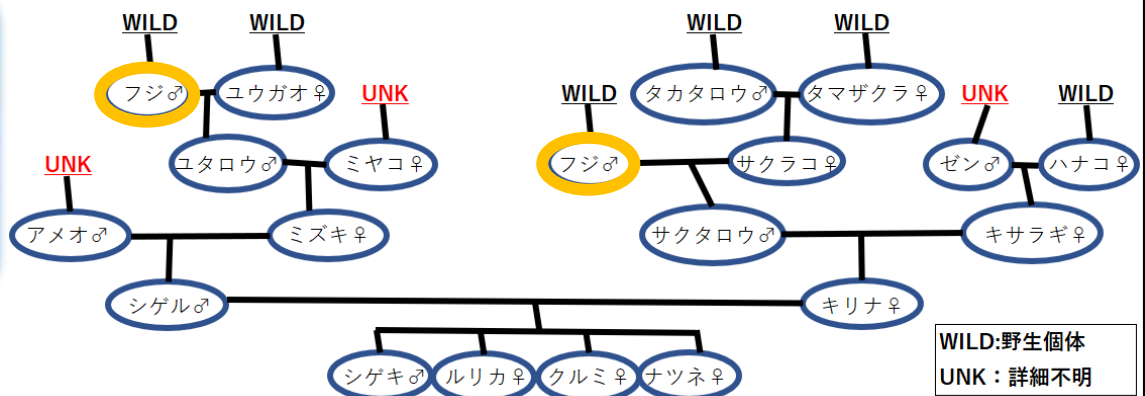 WILD WILD WILD WILD
フジ♂ ユウガオ♀ UNK WILD タカタロウ♂ タマザクラ♀ UNK WILD
UNK ユタロウ♂ ミヤコ♀ フジ♂ サクラコ♀ ゼン♂ ハナコ♀
アメオ♂ ミズキ♀ サクタロウ♂ キサラギ♀
シゲル♂ キリナ♀
シゲキ♂ ルリカ♀ クルミ♀ ナツネ♀
WILD:野生個体
UNK：詳細不明